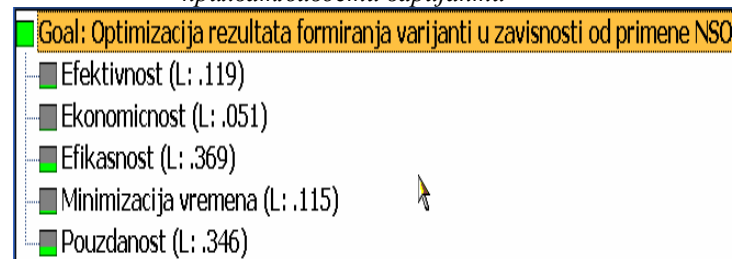 Goal: Optimizacija rezultata formiranja varijanti u zavisnosti od primene NSO
Efektivnost (L: .119)
Ekonomicnost (L: .051)
Efikasnost (L: .369)
Minimizacija vremena (L: .115)
Pouzdanost (L: .346)